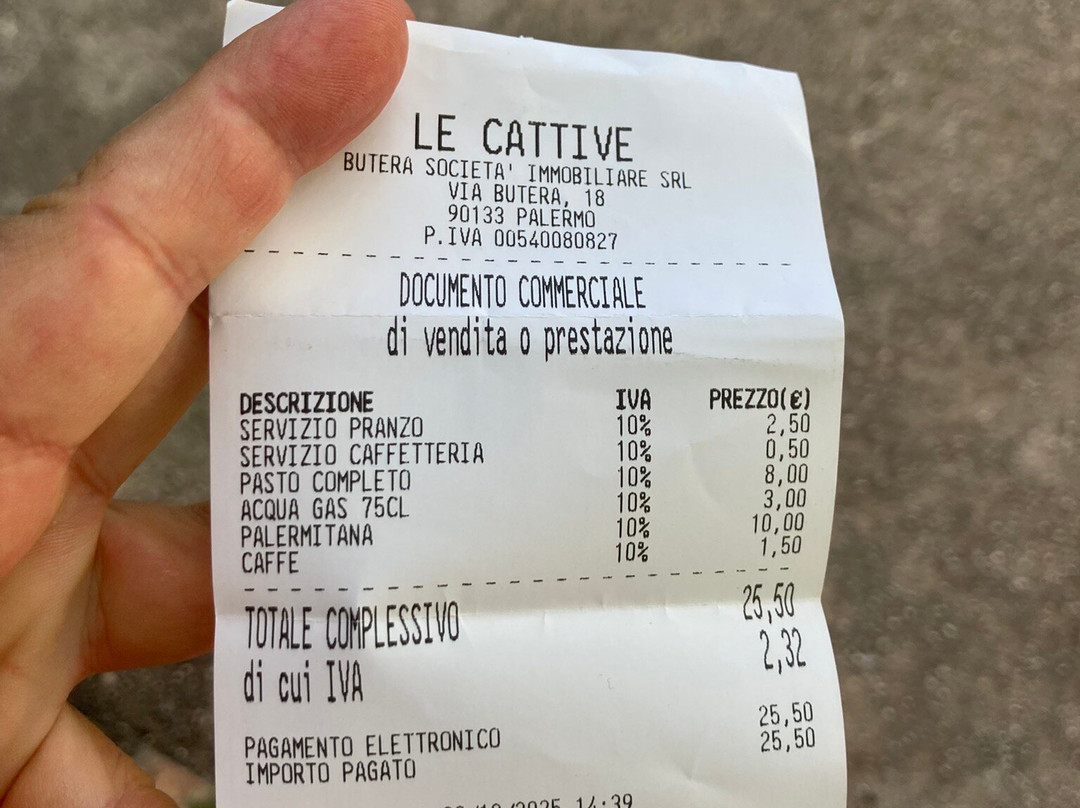 LE CATTIVE
BUTERA SOCIETA' IMMOBILIARE SRL
VIA BUTERA, 18
90133 PALERMO
P.IVA 00540080827
DOCUMENTO COMMERCIALE
di vendita o prestazione
DESCRIZIONE IVA PREZZO(€)
SERVIZIO PRANZO 10% 2,50
SERVIZIO CAFFETTERIA 10% 0,50
PASTO COMPLETO 10% 8,00
ACQUA GAS 75CL 10% 3,00
PALERMITANA 10% 10,00
CAFFE 10% 1,50
TOTALE COMPLESSIVO 25,50
di cui IVA 2,32
PAGAMENTO ELETTRONICO 25,50
IMPORTO PAGATO 25,50
14:39